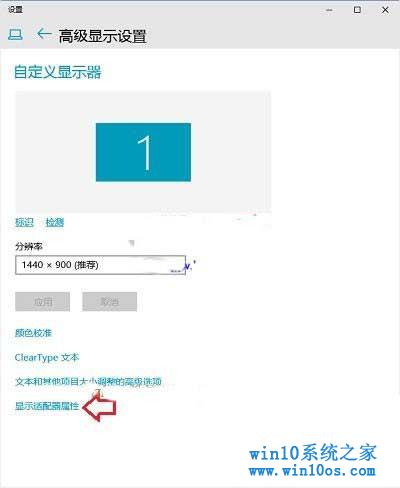 设置
高级显示设置
自定义显示器
1
标识 检测
分辨率
1440 × 900 (推荐)
应用 取消
颜色校准
ClearType 文本
文本和其他项目大小调整的高级选项
显示适配器属性
win10系统之家
www.win10os.com